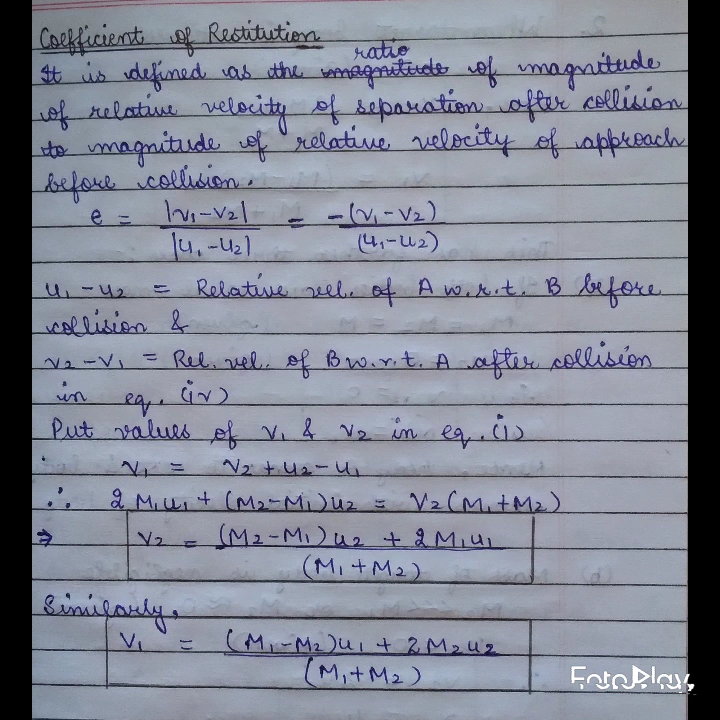 Coefficient of Restitution
ratio
It is defined as the magnitude of magnitude
of relative velocity of separation after collision
to magnitude of relative velocity of approach
before collision.
e = |v₁-v₂| / |u₁-u₂| = -(v₁-v₂) / (u₁-u₂)
u₁-u₂ = Relative vel. of A w.r.t. B before
collision &
v₂-v₁ = Rel. vel. of B w.r.t. A after collision
in eq. (iv)
Put values of v₁ & v₂ in eq. (i)
v₁ = v₂+u₂-u₁
∴ 2M₁u₁+(M₂-M₁)u₂ = v₂(M₁+M₂)
⇒ v₂ = (M₂-M₁)u₂ + 2M₁u₁ / (M₁+M₂)
Similarly,
v₁ = (M₁-M₂)u₁ + 2M₂u₂ / (M₁+M₂)
FotoPlay